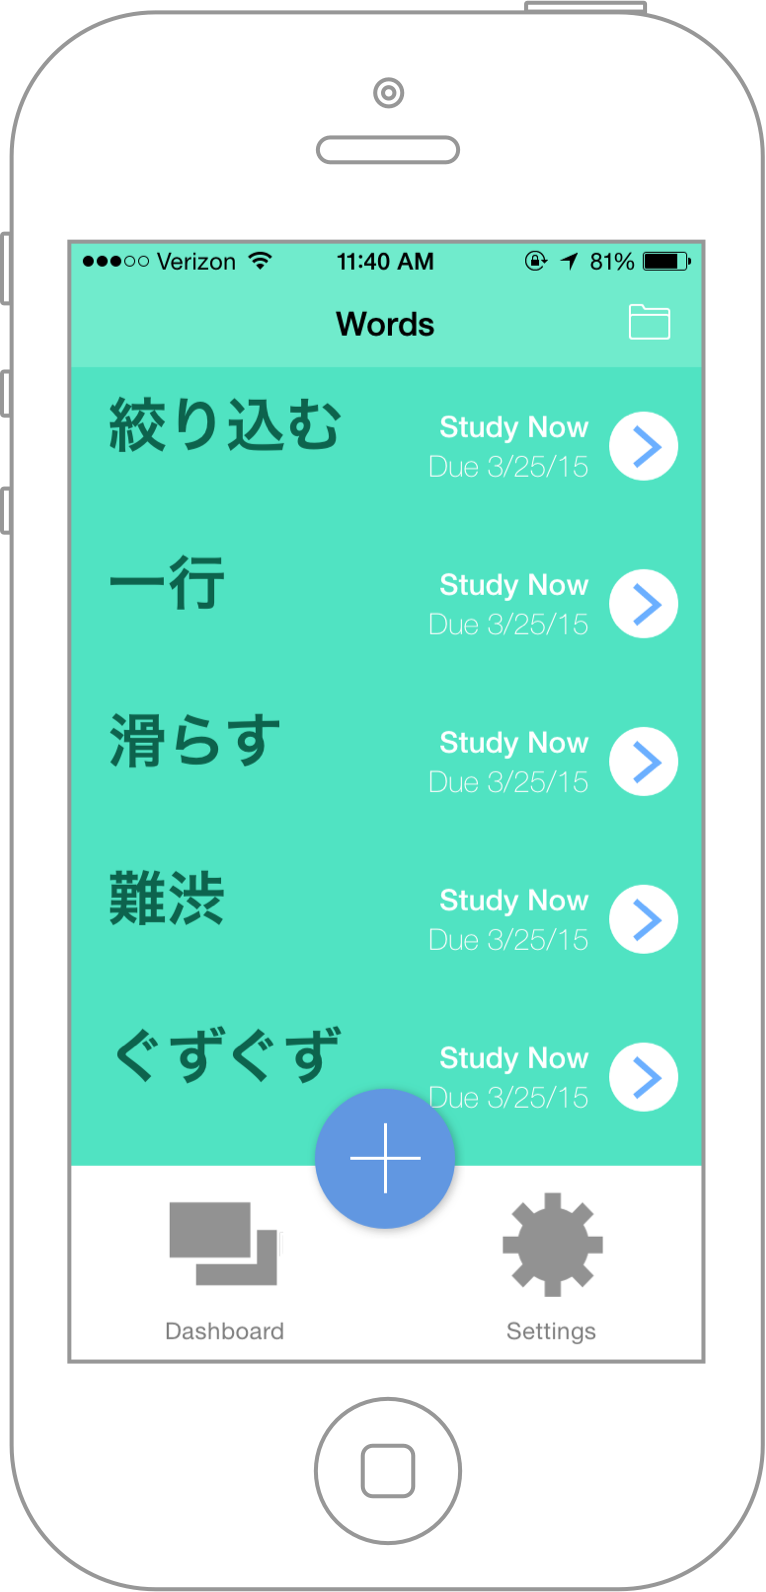 Verizon 11:40 AM 81%
Words
絞り込む
Study Now
Due 3/25/15
一行
Study Now
Due 3/25/15
滑らす
Study Now
Due 3/25/15
難渋
Study Now
Due 3/25/15
ぐずぐず
Study Now
Due 3/25/15
Dashboard
Settings